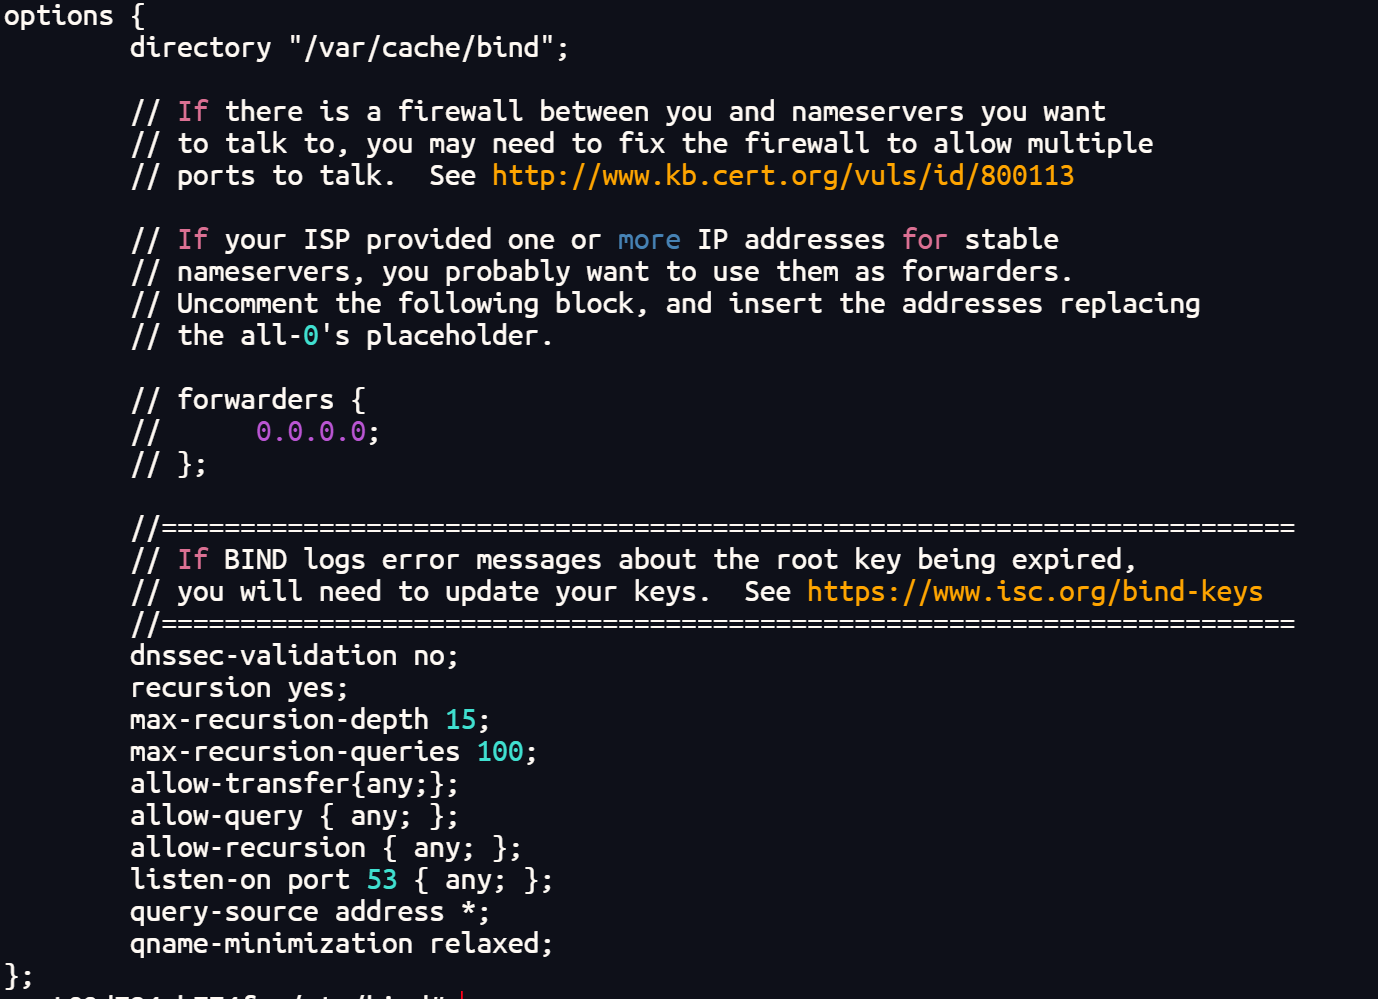 options {
directory "/var/cache/bind";
// If there is a firewall between you and nameservers you want
// to talk to, you may need to fix the firewall to allow multiple
// ports to talk.  See http://www.kb.cert.org/vuls/id/800113
// If your ISP provided one or more IP addresses for stable
// nameservers, you probably want to use them as forwarders.
// Uncomment the following block, and insert the addresses replacing
// the all-0's placeholder.
// forwarders {
//      0.0.0.0;
// };
//========================================================================
// If BIND logs error messages about the root key being expired,
// you will need to update your keys.  See https://www.isc.org/bind-keys
//========================================================================
dnssec-validation no;
recursion yes;
max-recursion-depth 15;
max-recursion-queries 100;
allow-transfer{any;};
allow-query { any; };
allow-recursion { any; };
listen-on port 53 { any; };
query-source address *;
qname-minimization relaxed;
};